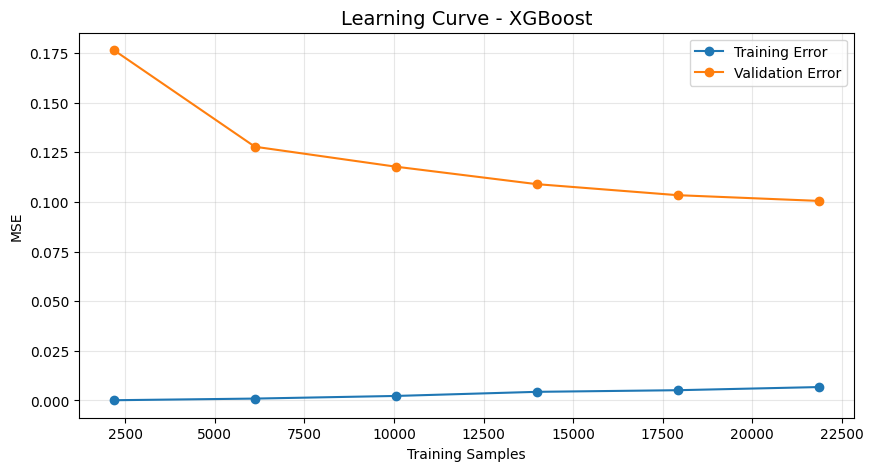 Learning Curve - XGBoost
Training Error
Validation Error
0.175
0.150
0.125
0.100
0.075
0.050
0.025
0.000
MSE
2500 5000 7500 10000 12500 15000 17500 20000 22500
Training Samples